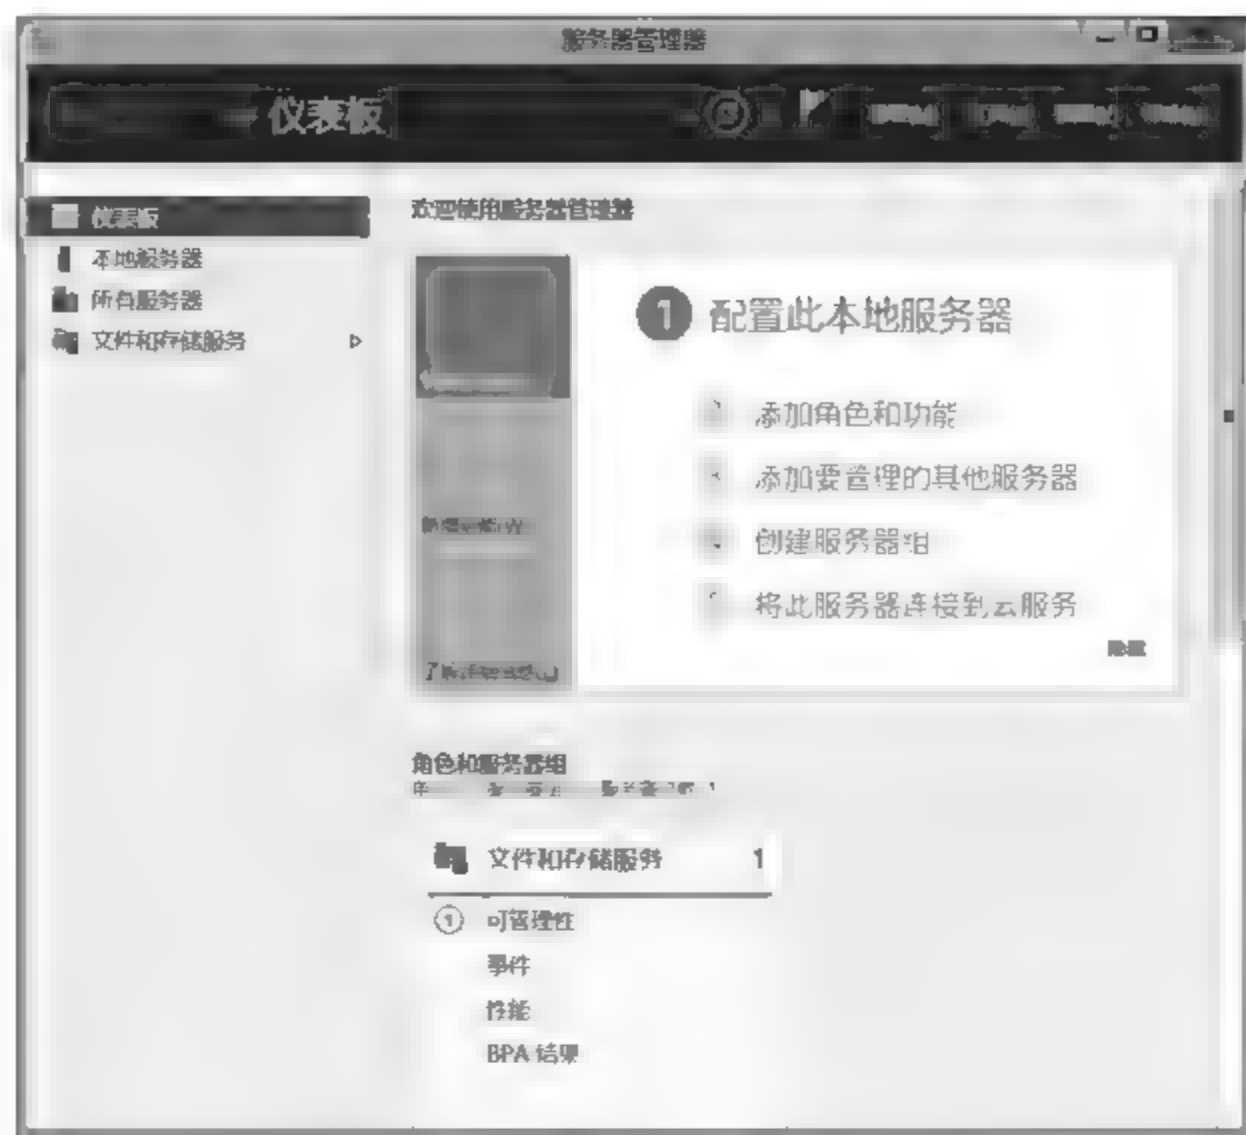 服务器管理器
仪表板
仪表板
本地服务器
所有服务器
文件和存储服务
欢迎使用服务器管理器
1 配置此本地服务器
添加角色和功能
添加要管理的其他服务器
创建服务器组
将此服务器连接到云服务
隐藏
角色和服务器组
文件和存储服务 1
1 可管理性
事件
性能
BPA 结果